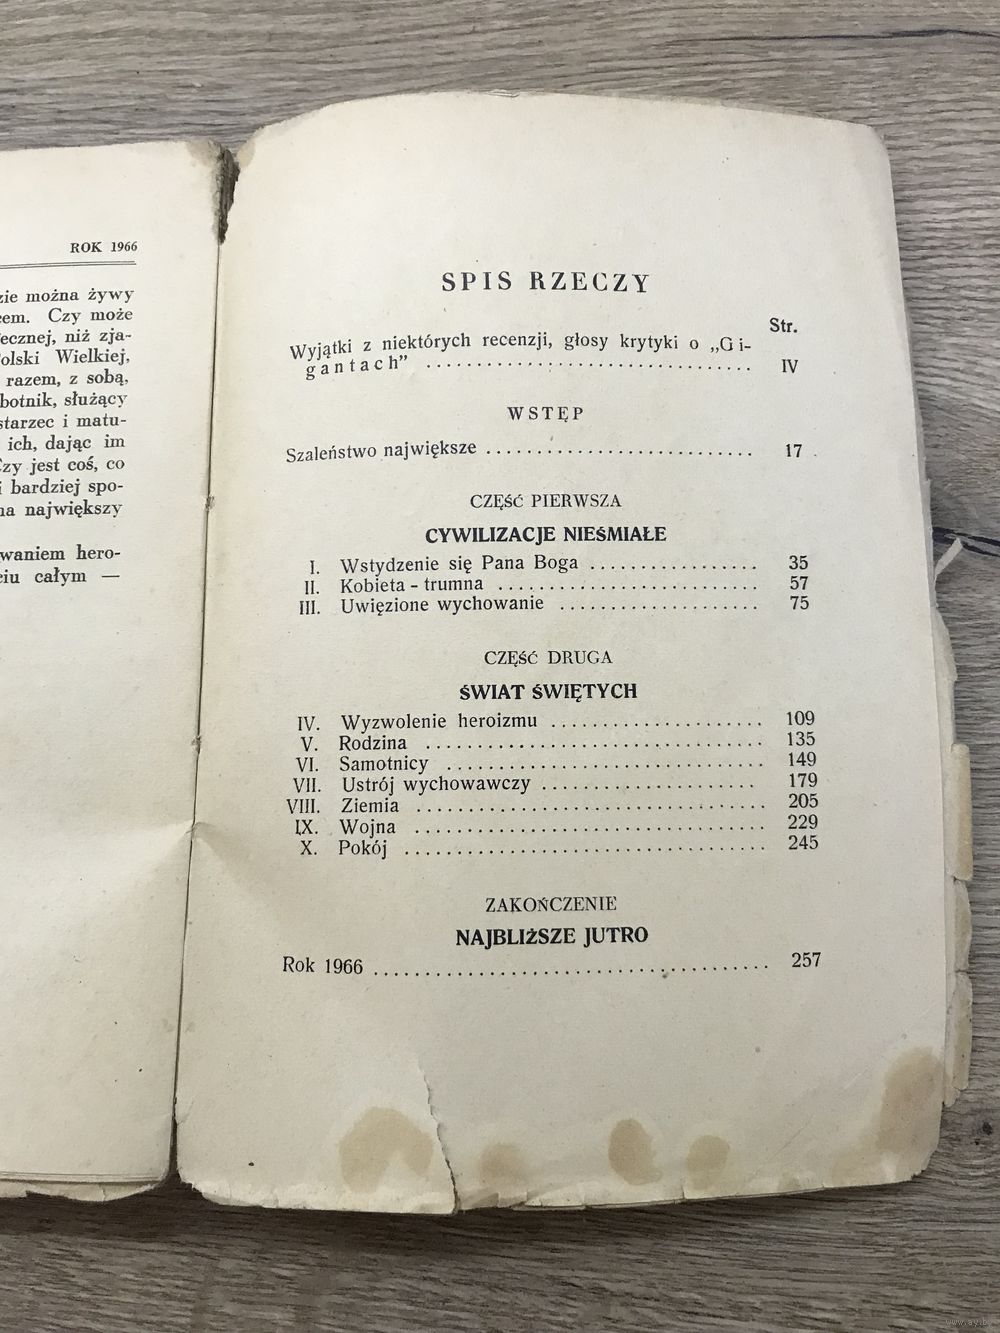 ROK 1966
zie można żywy
cem. Czy może
ecznej, niż zja-
olski Wielkiej,
razem, z sobą,
botnik, służący
starzec i matu-
ich, dając im
Czy jest coś, co
i bardziej spo-
na największy
waniem hero-
ciu całym —
SPIS RZECZY
Str.
Wyjątki z niektórych recenzji, głosy krytyki o „Gi-
gantach” .................................. IV
WSTĘP
Szaleństwo największe .............................. 17
CZĘŚĆ PIERWSZA
CYWILIZACJE NIEŚMIAŁE
I. Wstydzenie się Pana Boga .................. 35
II. Kobieta - trumna ............................ 57
III. Uwięzione wychowanie ..................... 75
CZĘŚĆ DRUGA
ŚWIAT ŚWIĘTYCH
IV. Wyzwolenie heroizmu ...................... 109
V. Rodzina .................................... 135
VI. Samotnicy .................................. 149
VII. Ustrój wychowawczy ....................... 179
VIII. Ziemia ..................................... 205
IX. Wojna ..................................... 229
X. Pokój ...................................... 245
ZAKOŃCZENIE
NAJBLIŻSZE JUTRO
Rok 1966 ....................................... 257
www.ay.by